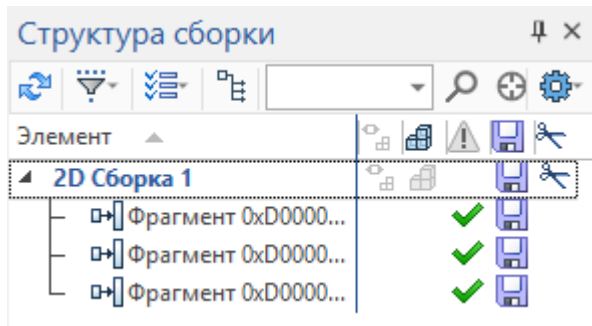 Структура сборки
Элемент
2D Сборка 1
Фрагмент 0xD0000...
Фрагмент 0xD0000...
Фрагмент 0xD0000...